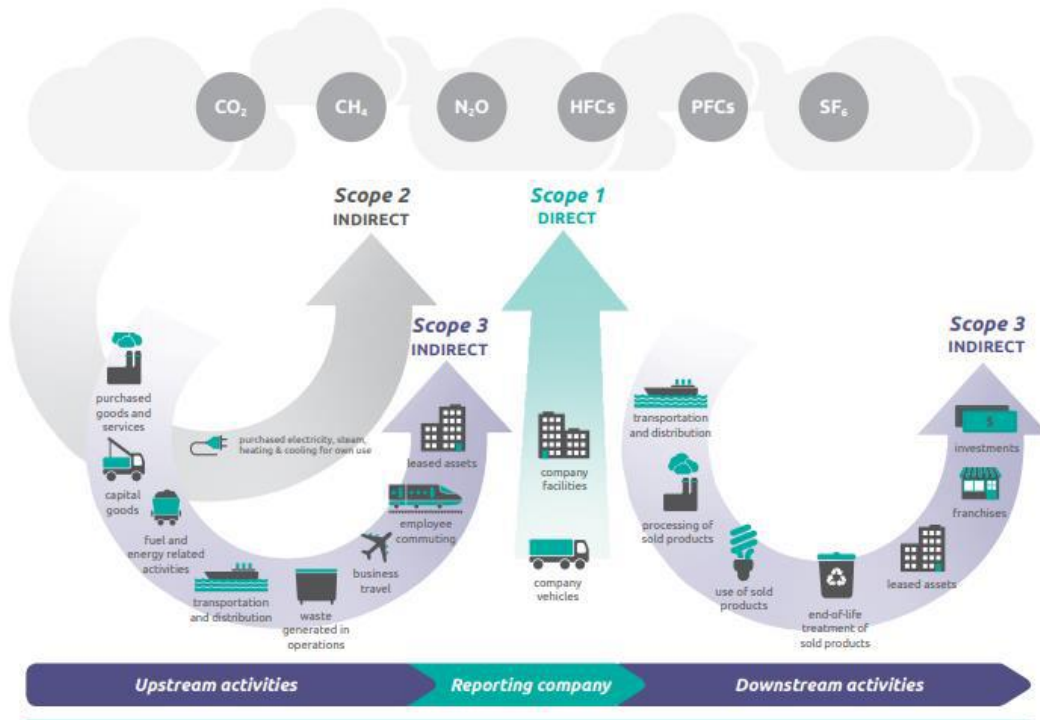 CO₂
CH₄
N₂O
HFCs
PFCs
SF₆
Scope 2
INDIRECT
Scope 1
DIRECT
Scope 3
INDIRECT
Scope 3
INDIRECT
purchased
goods and
services
capital
goods
fuel and
energy related
activities
purchased electricity, steam,
heating & cooling for own use
transportation
and distribution
waste
generated in
operations
business
travel
employee
commuting
leased assets
company
facilities
company
vehicles
transportation
and distribution
processing of
sold products
use of sold
products
end-of-life
treatment of
sold products
leased assets
franchises
$
investments
Upstream activities
Reporting company
Downstream activities